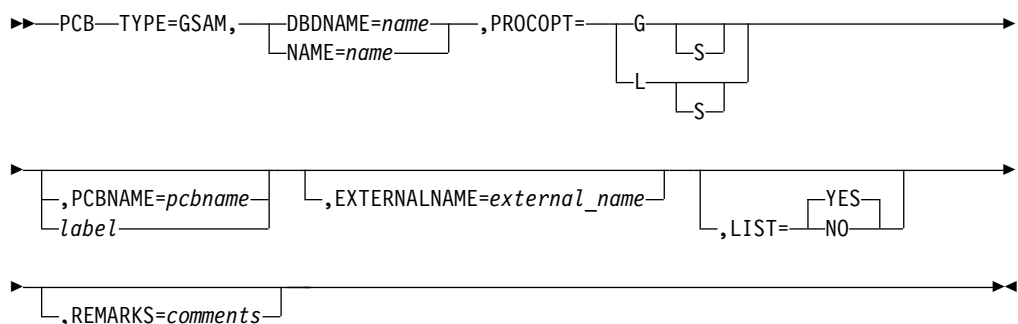 PCB TYPE=GSAM, DBDNAME=name ,PROCOPT= G
NAME=name S
L
S
,PCBNAME=pcbname ,EXTERNALNAME=external_name YES
label ,LIST= NO
,REMARKS=comments